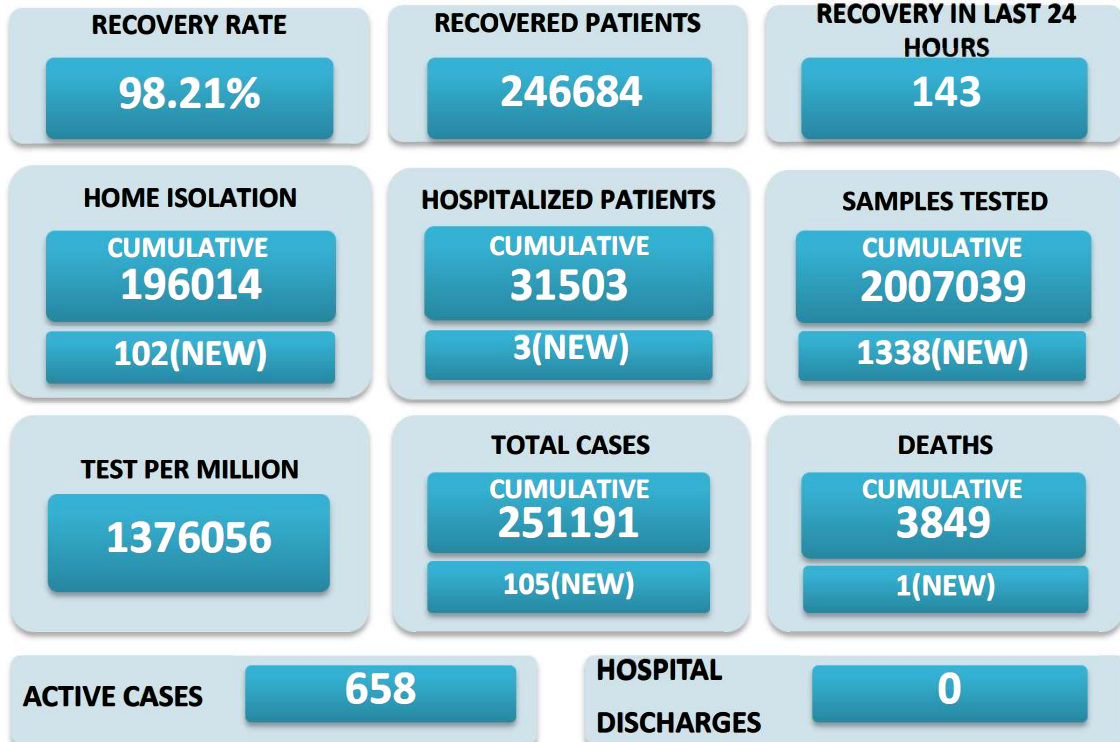 RECOVERY RATE
98.21%
RECOVERED PATIENTS
246684
RECOVERY IN LAST 24
HOURS
143
HOME ISOLATION
CUMULATIVE
196014
102(NEW)
HOSPITALIZED PATIENTS
CUMULATIVE
31503
3(NEW)
SAMPLES TESTED
CUMULATIVE
2007039
1338(NEW)
TEST PER MILLION
1376056
TOTAL CASES
CUMULATIVE
251191
105(NEW)
DEATHS
CUMULATIVE
3849
1(NEW)
ACTIVE CASES
658
HOSPITAL
DISCHARGES
0